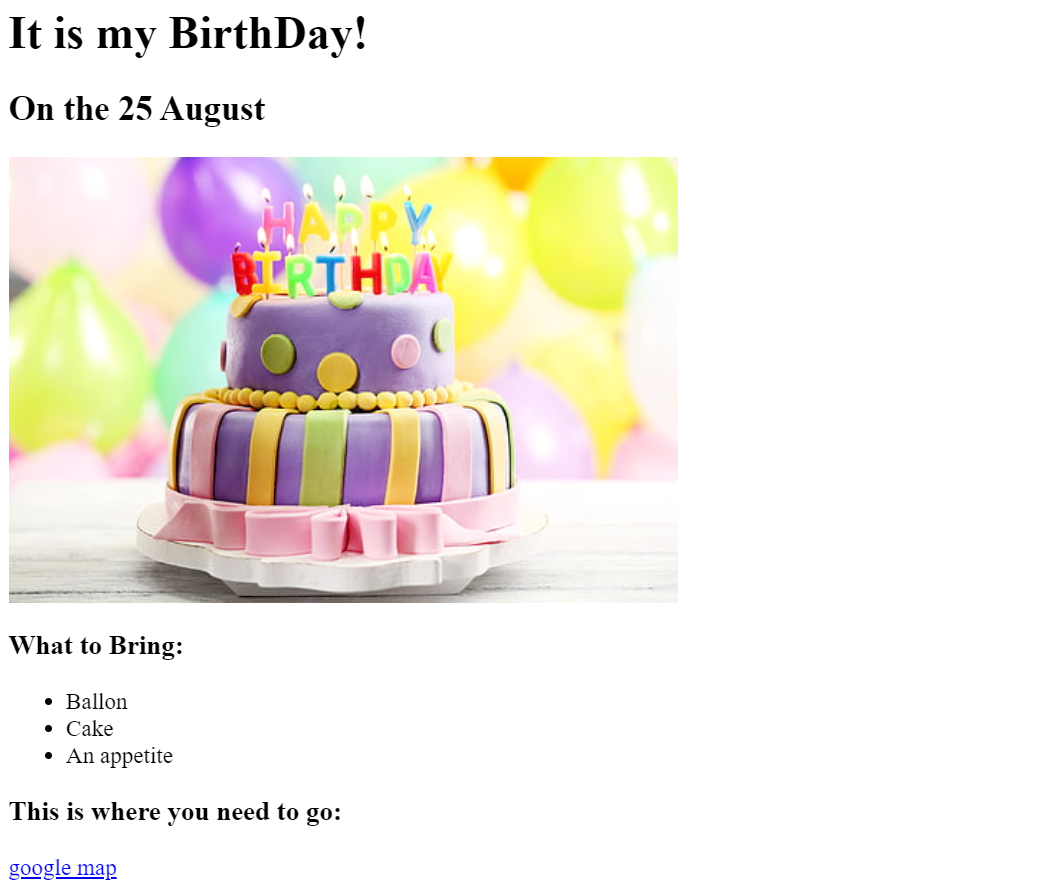 It is my BirthDay!
On the 25 August
HAPPY
BIRTHDAY
What to Bring:
Ballon
Cake
An appetite
This is where you need to go:
google map